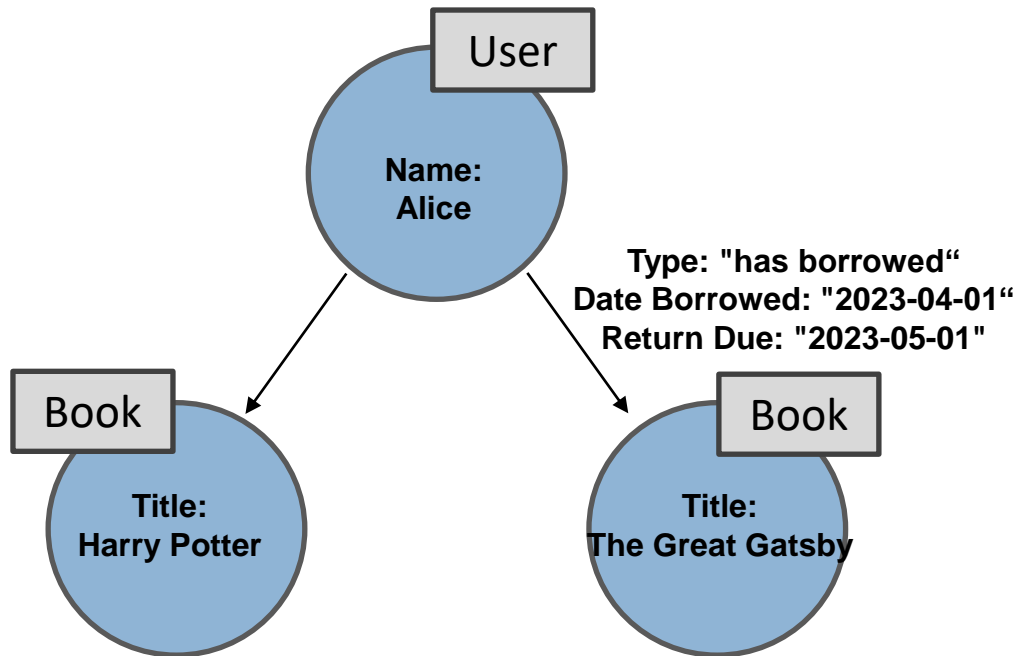 User
Name:
Alice
Type: "has borrowed“
Date Borrowed: "2023-04-01“
Return Due: "2023-05-01"
Book
Title:
Harry Potter
Book
Title:
The Great Gatsby